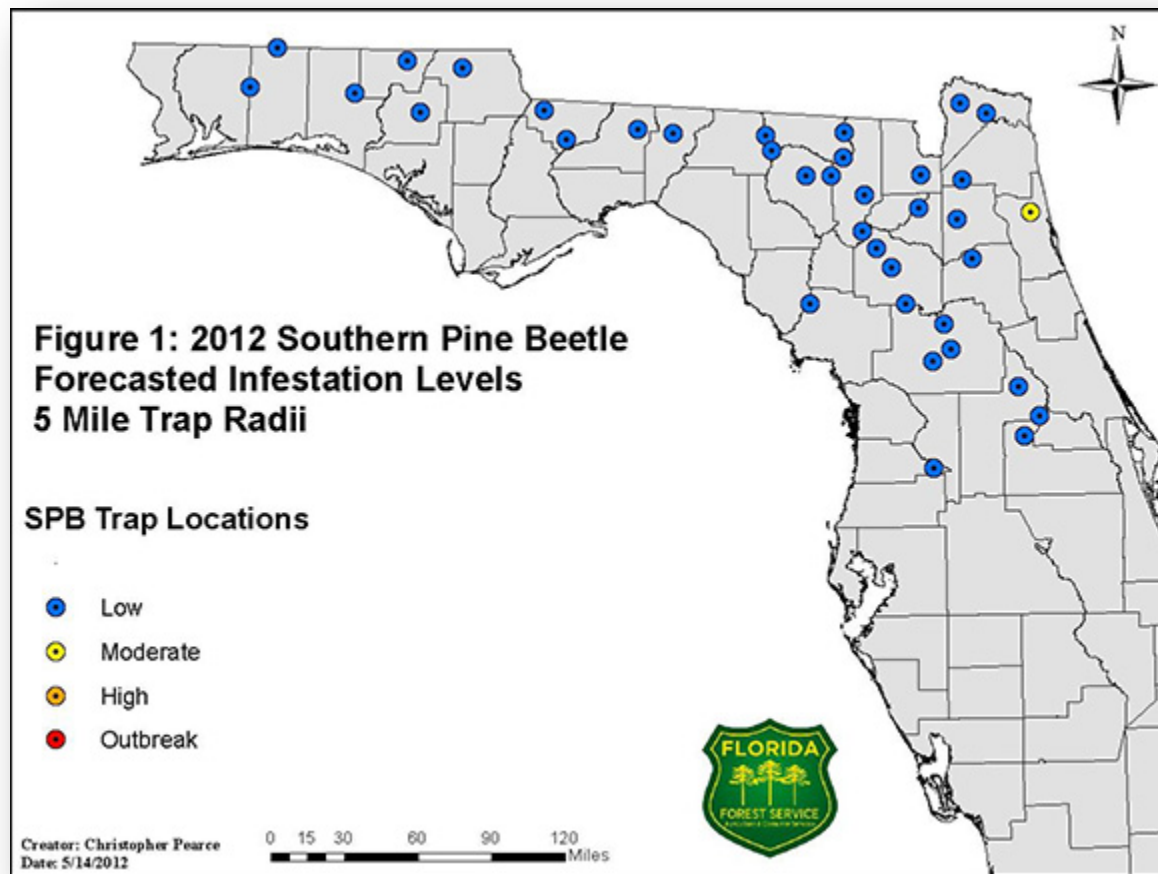 N
Figure 1: 2012 Southern Pine Beetle
Forecasted Infestation Levels
5 Mile Trap Radii
SPB Trap Locations
Low
Moderate
High
Outbreak
FLORIDA
FOREST SERVICE
Creator: Christopher Pearce
Date: 5/14/2012
0 15 30 60 90 120
Miles